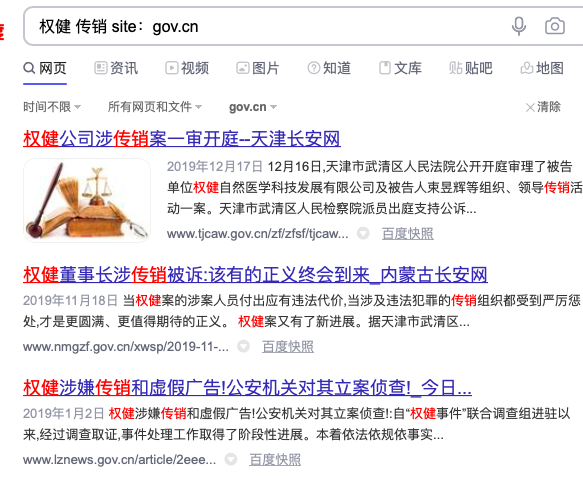 权健 传销 site：gov.cn
网页 资讯 视频 图片 知道 文库 贴吧 地图
时间不限 所有网页和文件 gov.cn 清除
权健公司涉传销案一审开庭--天津长安网
2019年12月17日 12月16日,天津市武清区人民法院公开开庭审理了被告
单位权健自然医学科技发展有限公司及被告人束昱辉等组织、领导传销活
动一案。天津市武清区人民检察院派员出庭支持公诉...
www.tjcaw.gov.cn/zf/zfsf/tjcaw... 百度快照
权健董事长涉传销被诉:该有的正义终会到来_内蒙古长安网
2019年11月18日 当权健案的涉案人员付出应有违法代价,当涉及违法犯罪的传销组织都受到严厉惩
处,才是更圆满、更值得期待的正义。 权健案又有了新进展。据天津市武清区...
www.nmgzf.gov.cn/xwsp/2019-11-... 百度快照
权健涉嫌传销和虚假广告!公安机关对其立案侦查!_今日...
2019年1月2日 权健涉嫌传销和虚假广告!公安机关对其立案侦查!:自“权健事件”联合调查组进驻以
来,经过调查取证,事件处理工作取得了阶段性进展。本着依法依规依事实...
www.lznews.gov.cn/article/2eee... 百度快照